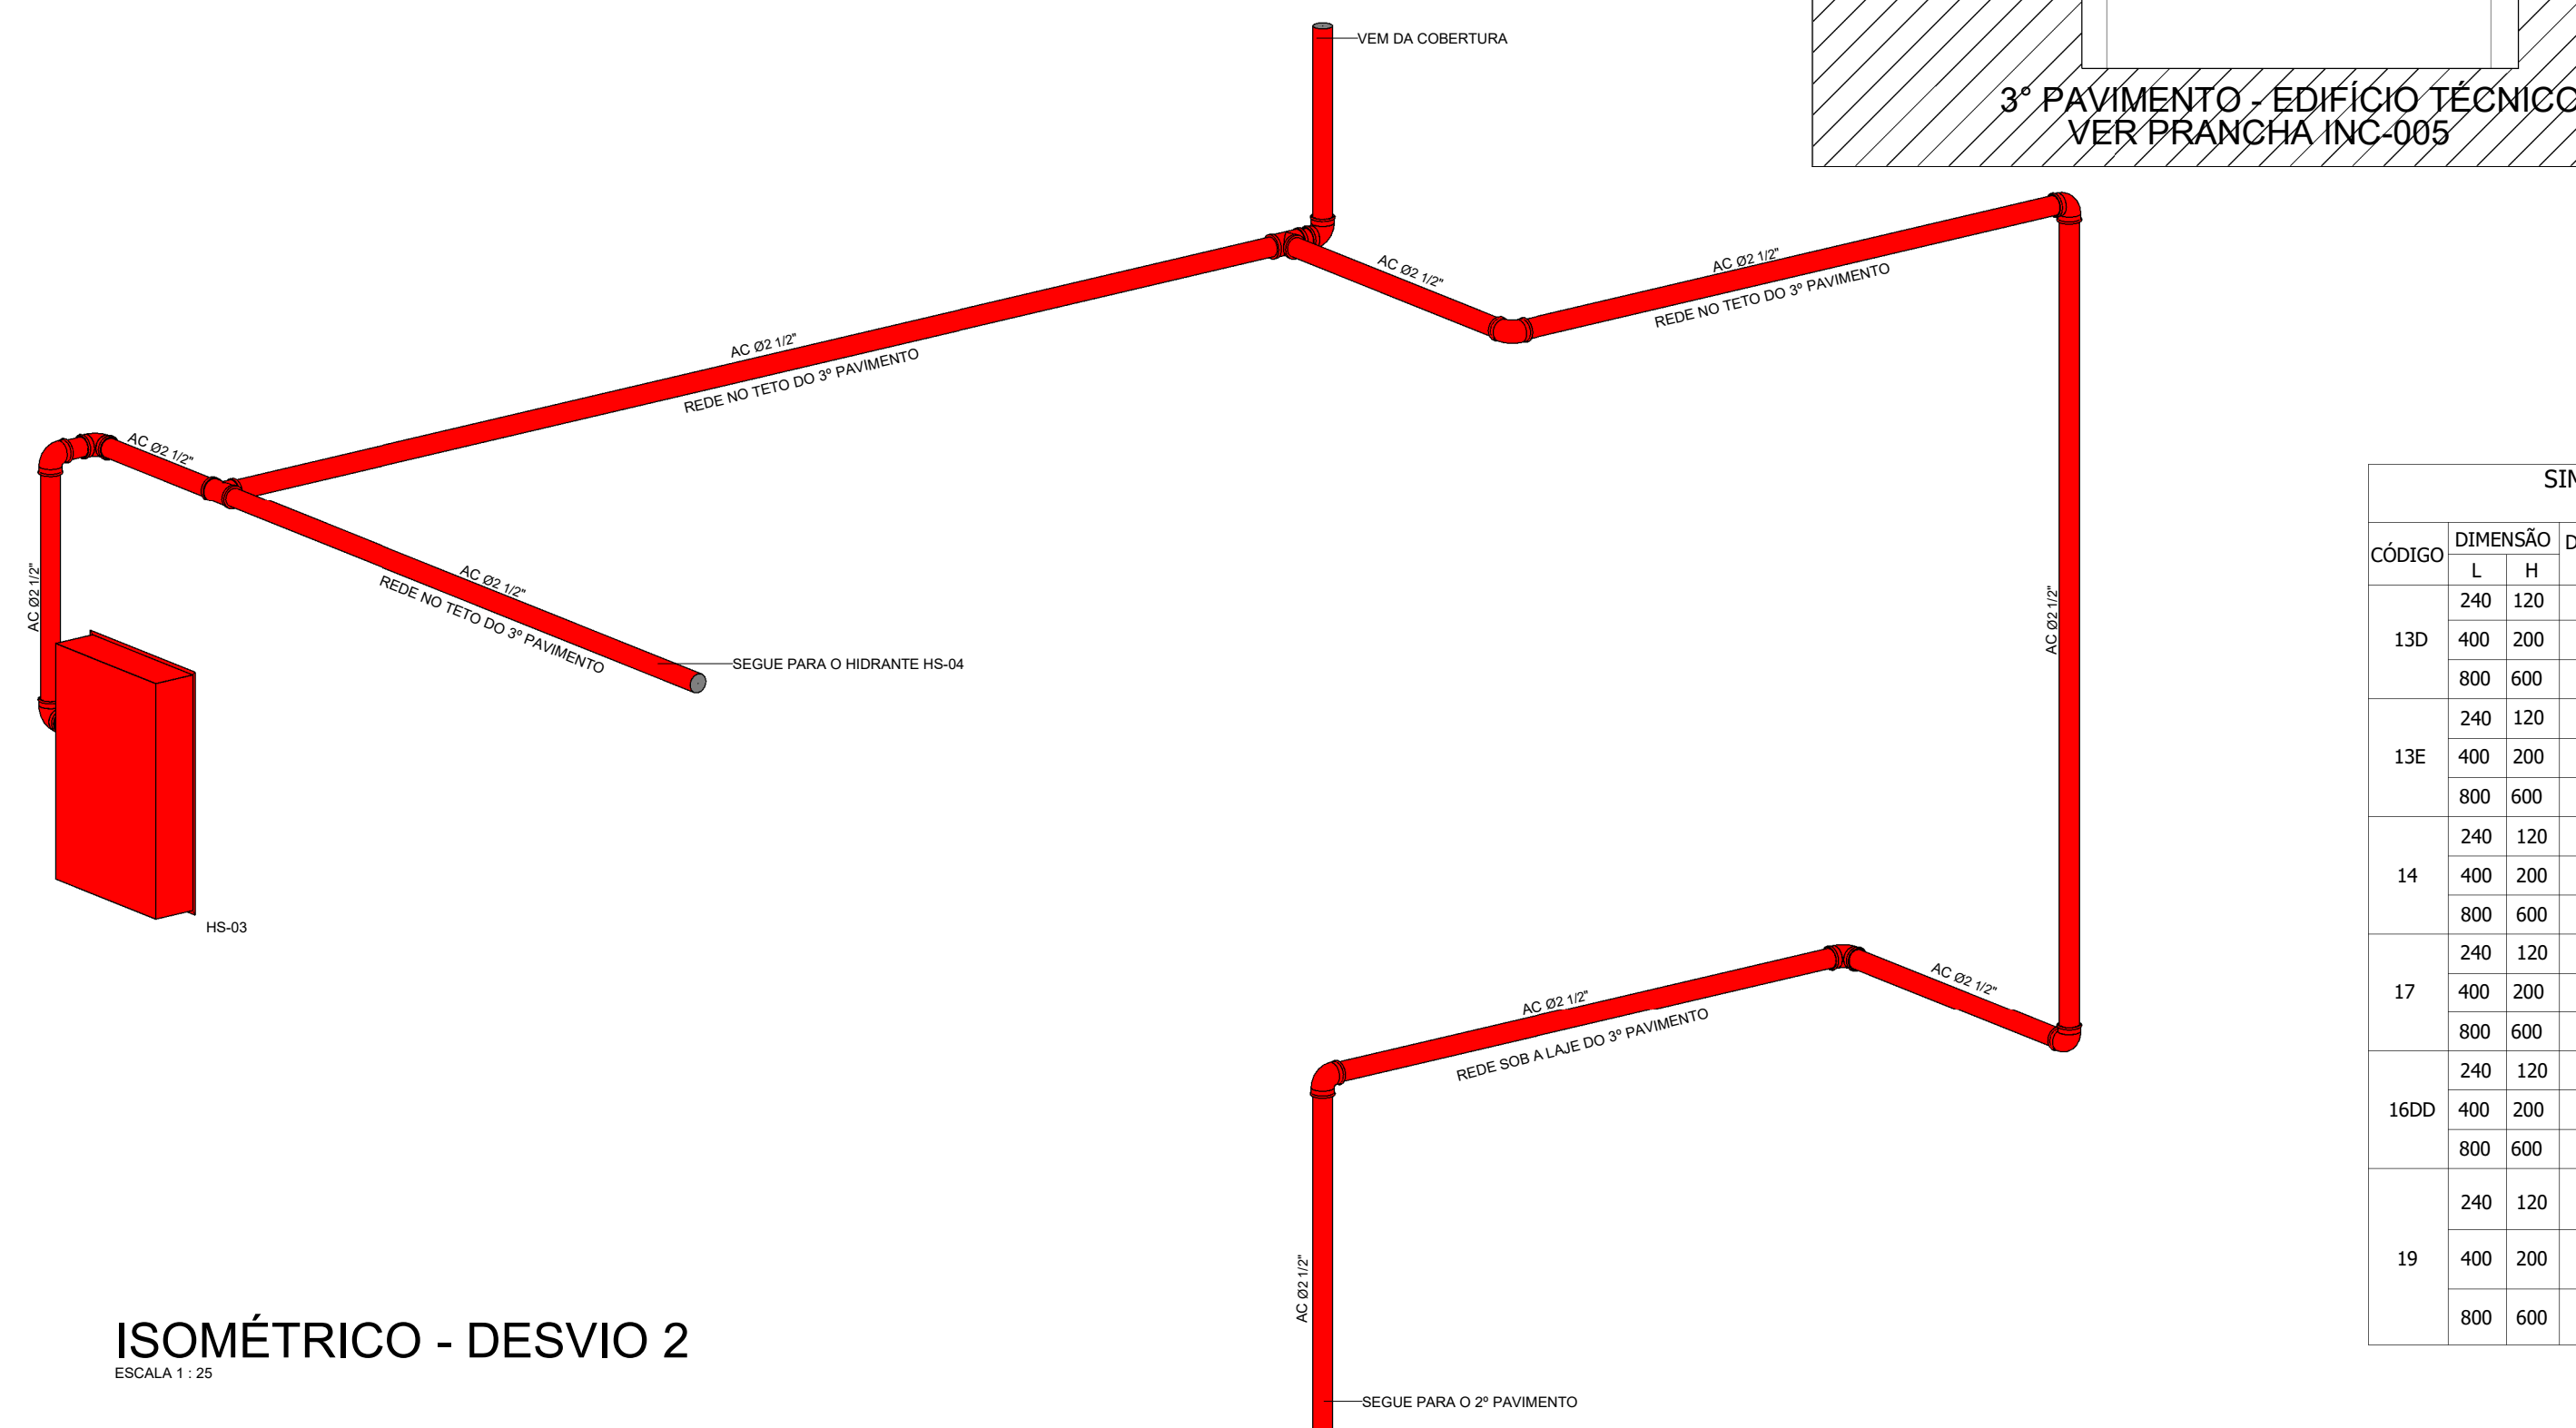 VEM DA COBERTURA
3° PAVIMENTO - EDIFÍCIO TÉCNICO
VER PRANCHA INC-005
AC Ø2 1/2"
AC Ø2 1/2"
REDE NO TETO DO 3º PAVIMENTO
AC Ø2 1/2"
REDE NO TETO DO 3º PAVIMENTO
AC Ø2 1/2"
AC Ø2 1/2"
AC Ø2 1/2"
REDE NO TETO DO 3º PAVIMENTO
SEGUE PARA O HIDRANTE HS-04
AC Ø2 1/2"
HS-03
AC Ø2 1/2"
AC Ø2 1/2"
REDE SOB A LAJE DO 3º PAVIMENTO
AC Ø2 1/2"
SEGUE PARA O 2º PAVIMENTO
ISOMÉTRICO - DESVIO 2
ESCALA 1 : 25
CÓDIGO DIMENSÃO
L H
240 120
13D 400 200
800 600
240 120
13E 400 200
800 600
240 120
14 400 200
800 600
240 120
17 400 200
800 600
240 120
16DD 400 200
800 600
240 120
19 400 200
800 600